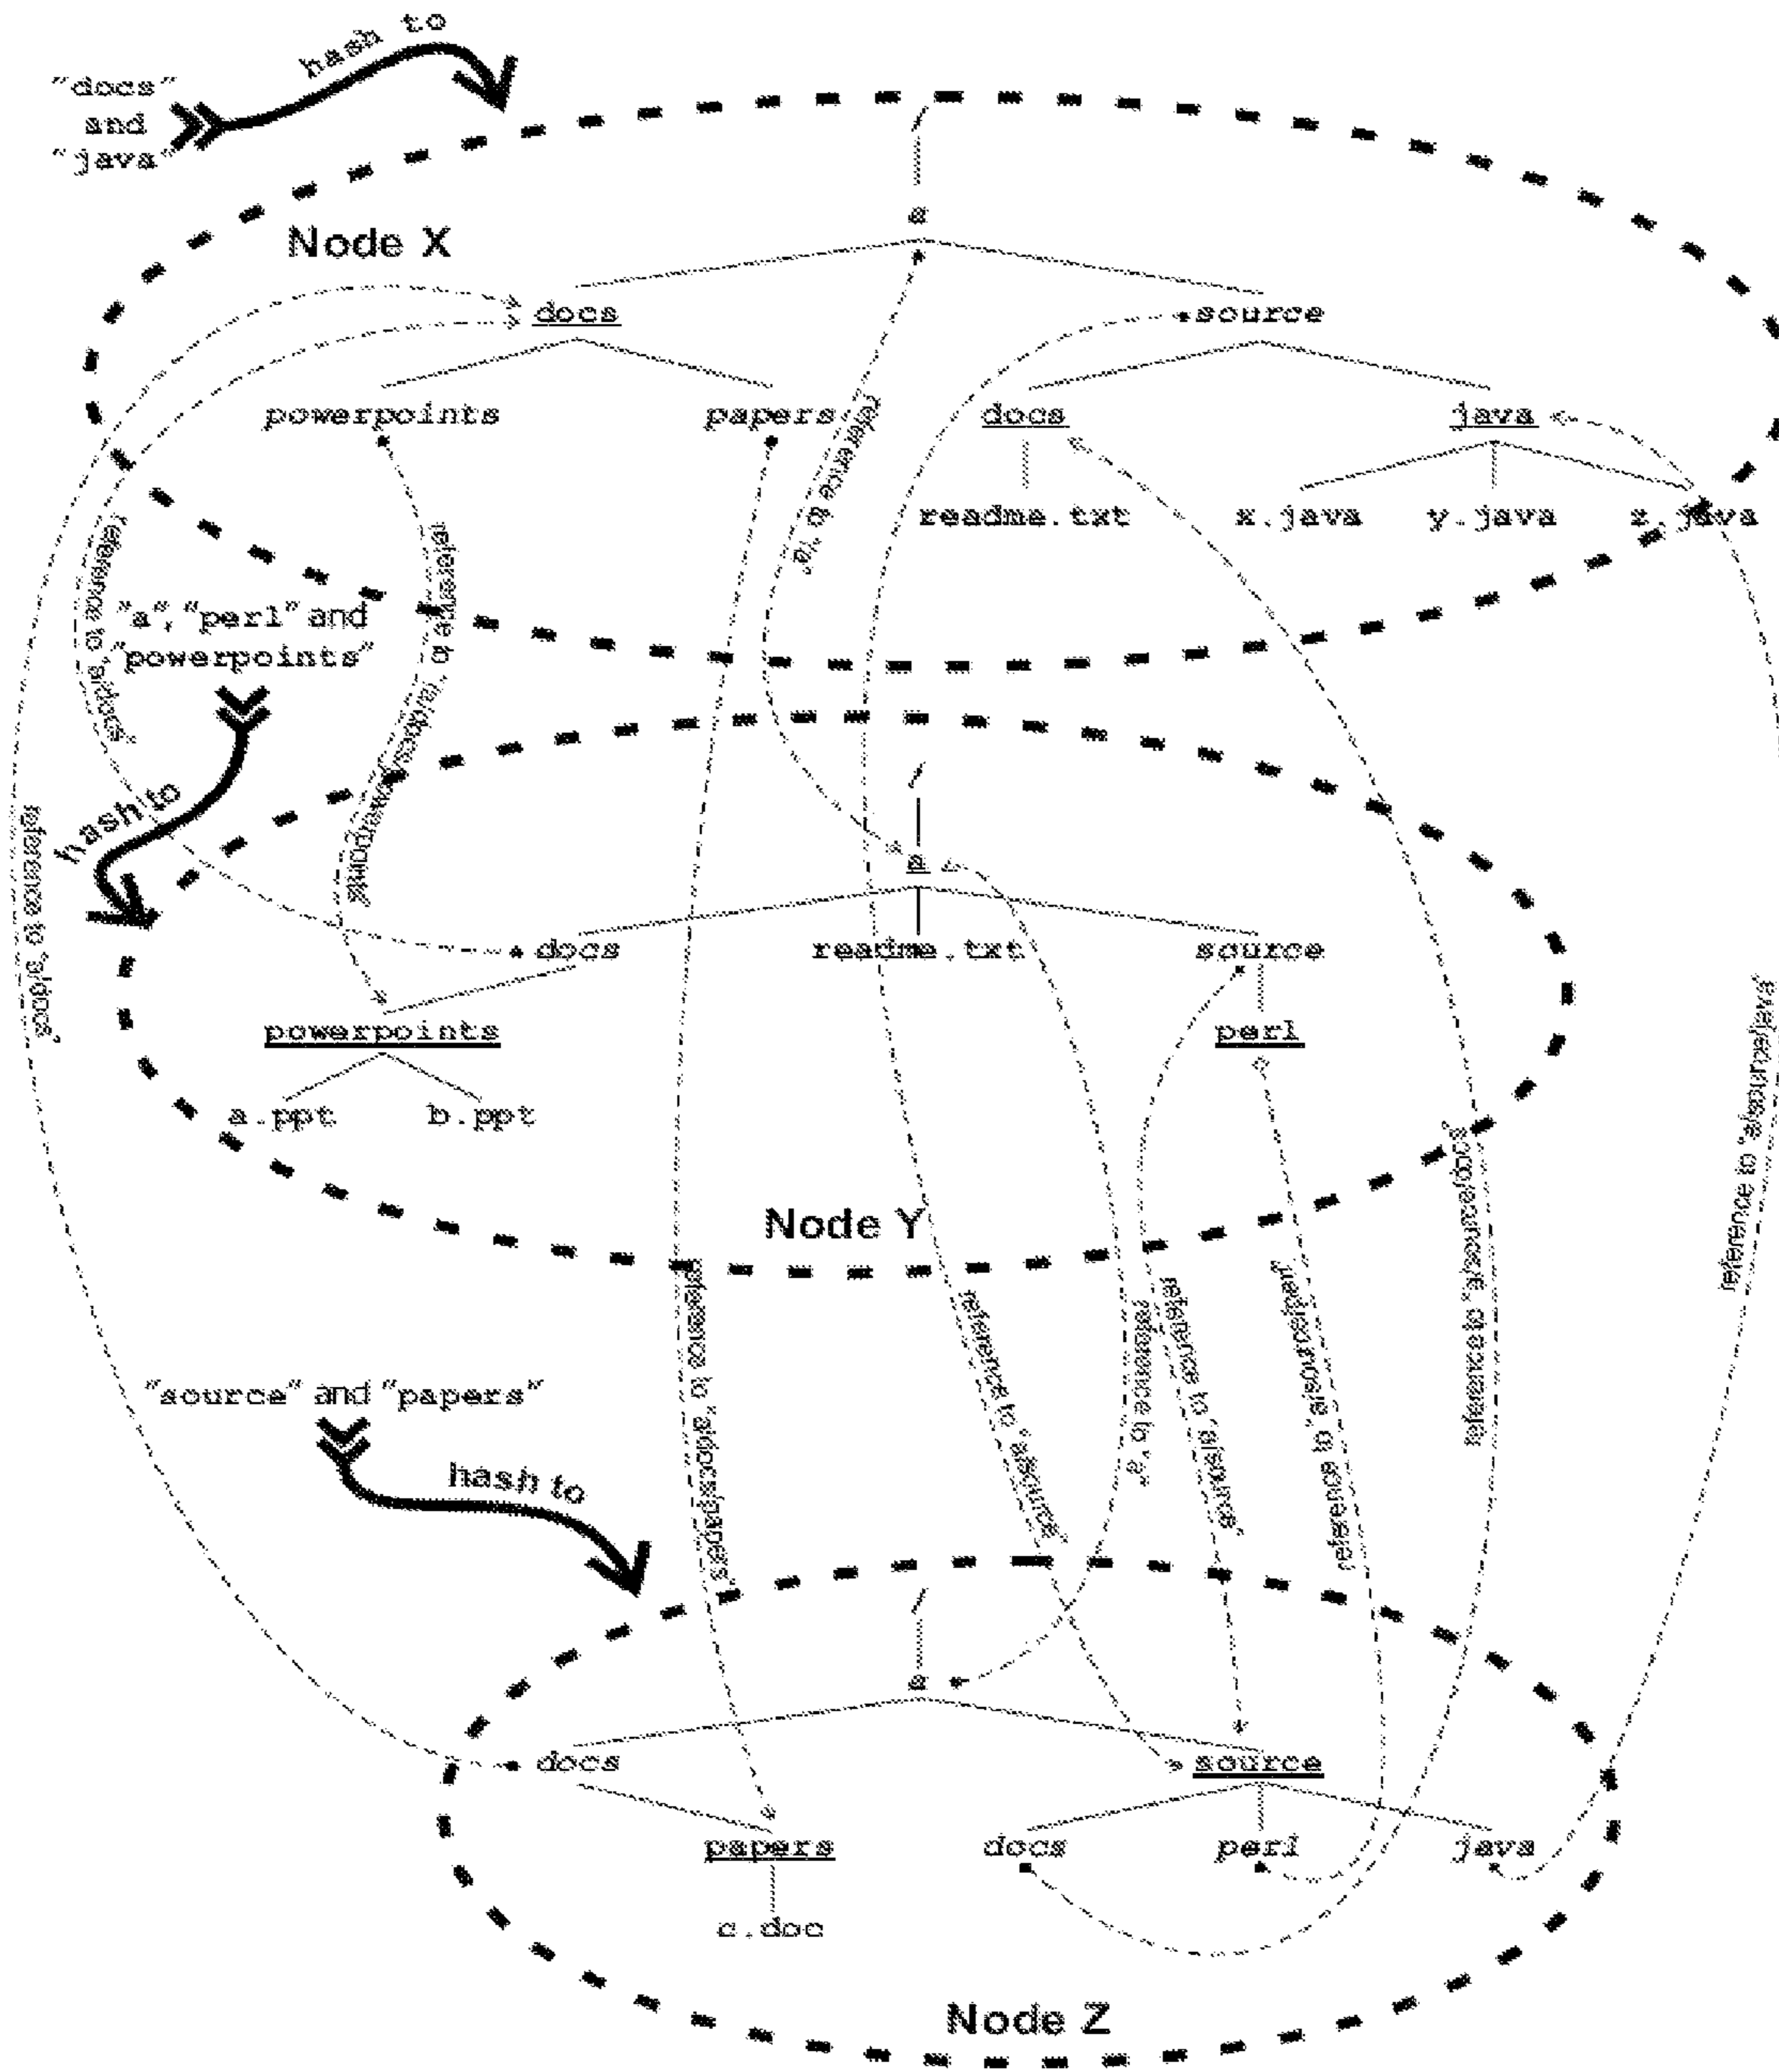 hash to
"docs"
and
"java"
/
a
Node X
docs
source
powerpoints
papers
docs
java
readme.txt
x.java
y.java
z.java
reference to "/a"
reference to "a/docs"
reference to "/a/docs/powerpoints"
"a", "perl" and
"powerpoints"
hash to
/
a
docs
readme.txt
source
powerpoints
perl
a.ppt
b.ppt
Node Y
reference to "a/docs"
reference to "a/docs/papers"
reference to "a/source"
reference to "a"
reference to "a/source"
reference to "a/source/perl"
reference to "a/source/docs"
reference to "a/source/java"
"source" and "papers"
hash to
/
a
docs
source
papers
docs
perl
java
c.doc
Node Z